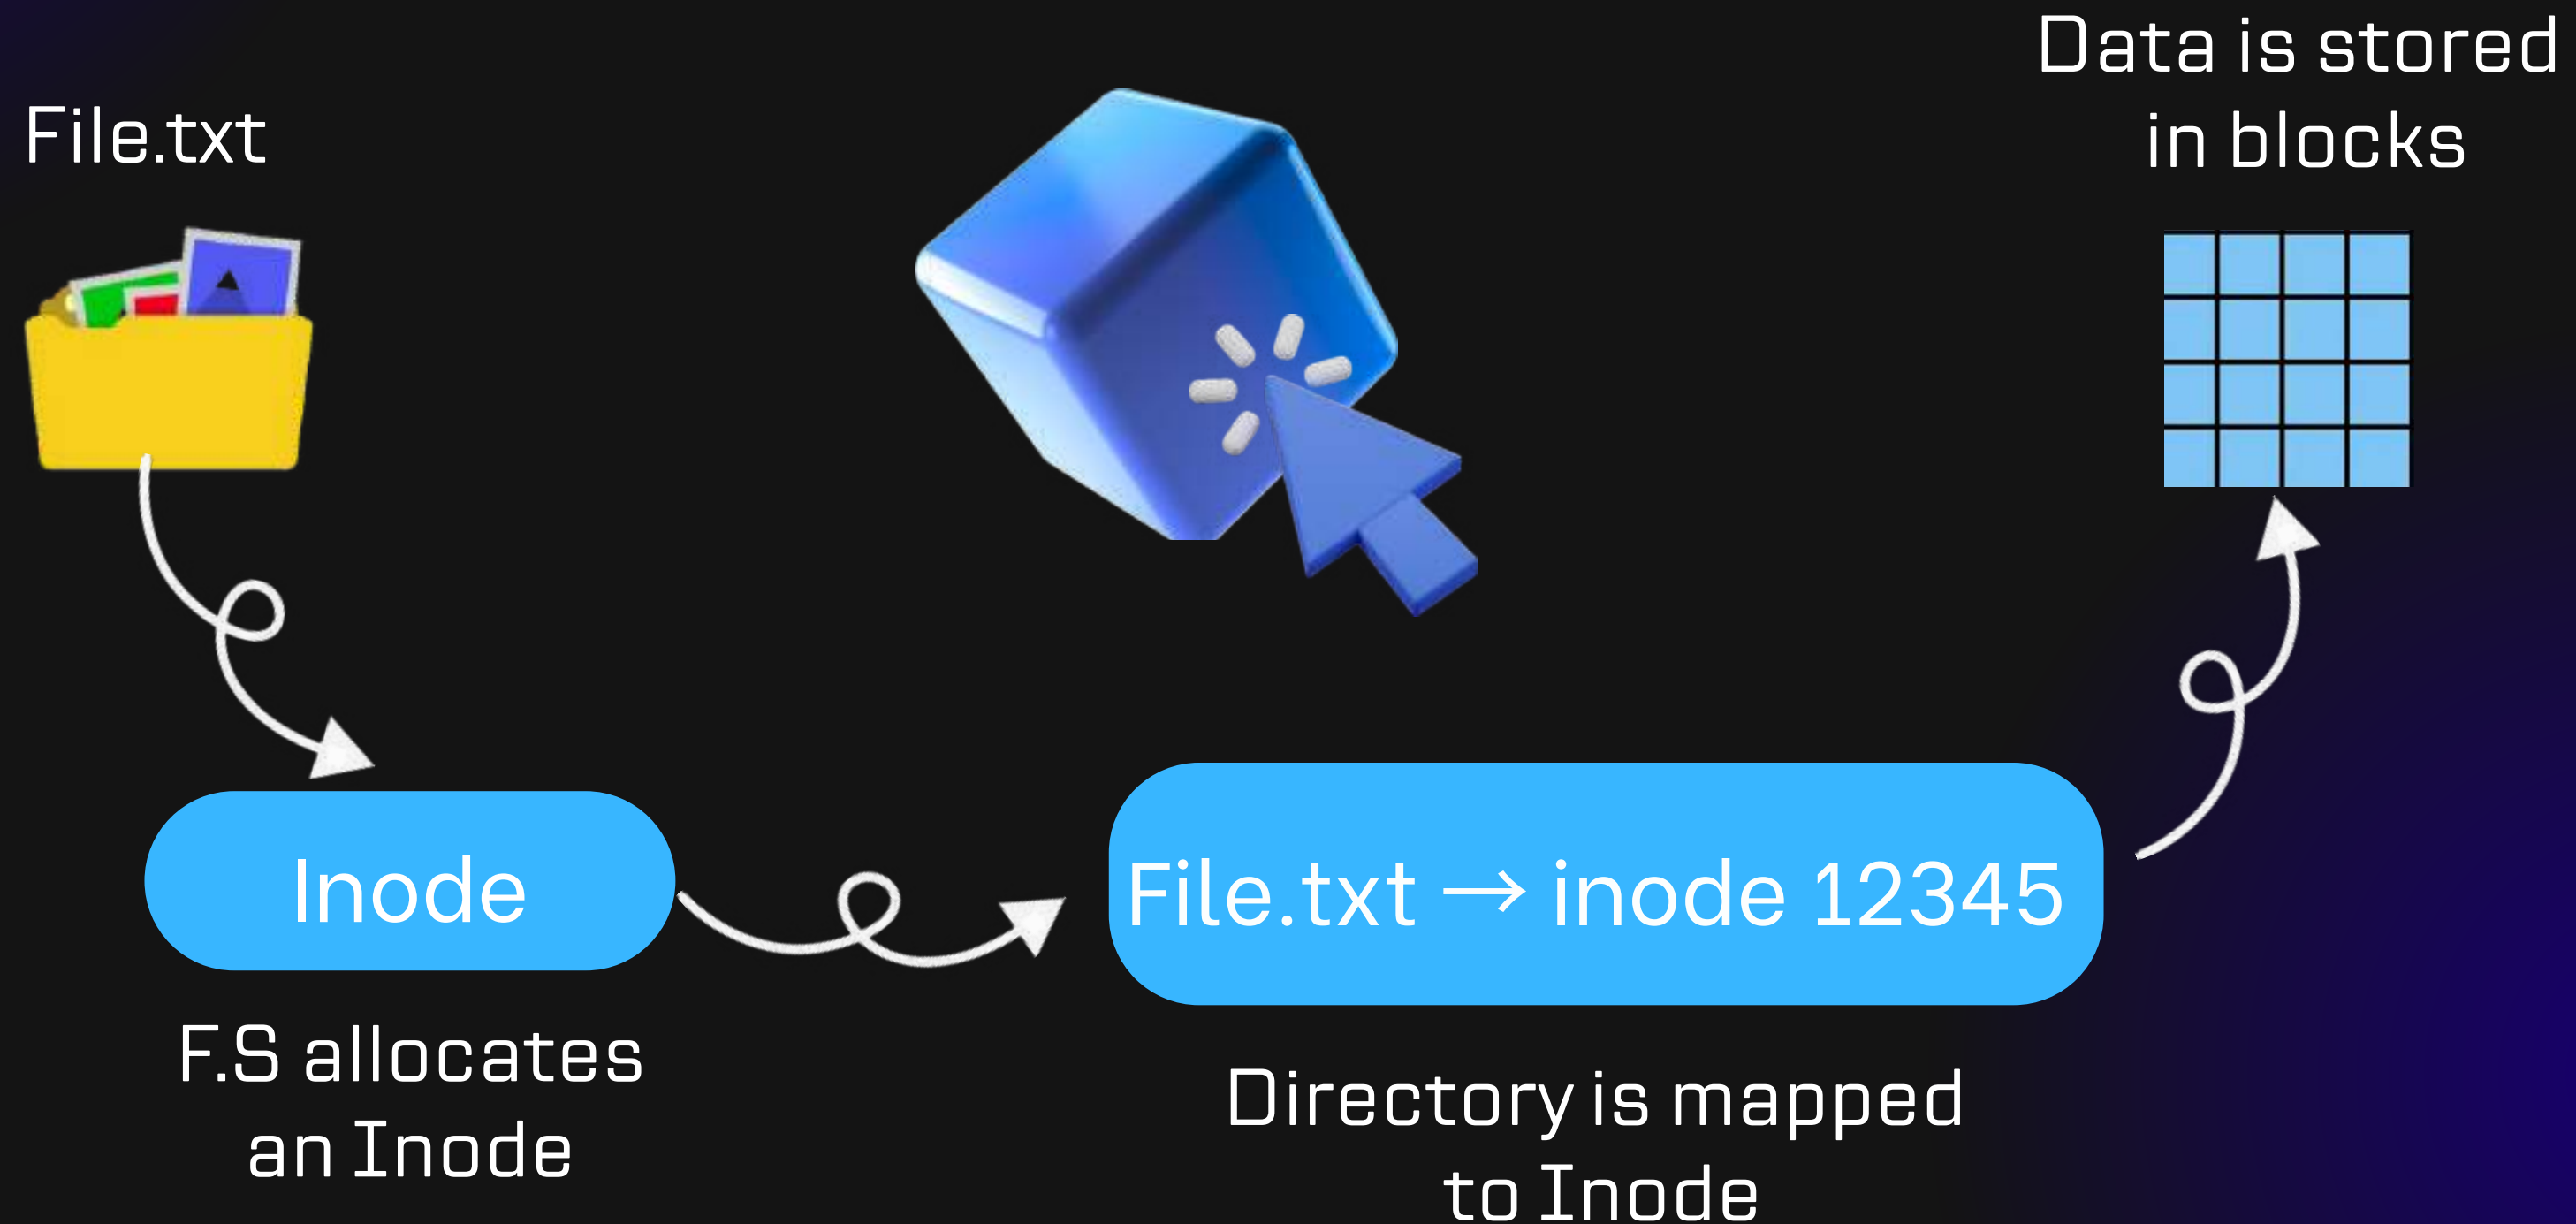 File.txt
Inode
F.S allocates
an Inode
File.txt → inode 12345
Directory is mapped
to Inode
Data is stored
in blocks